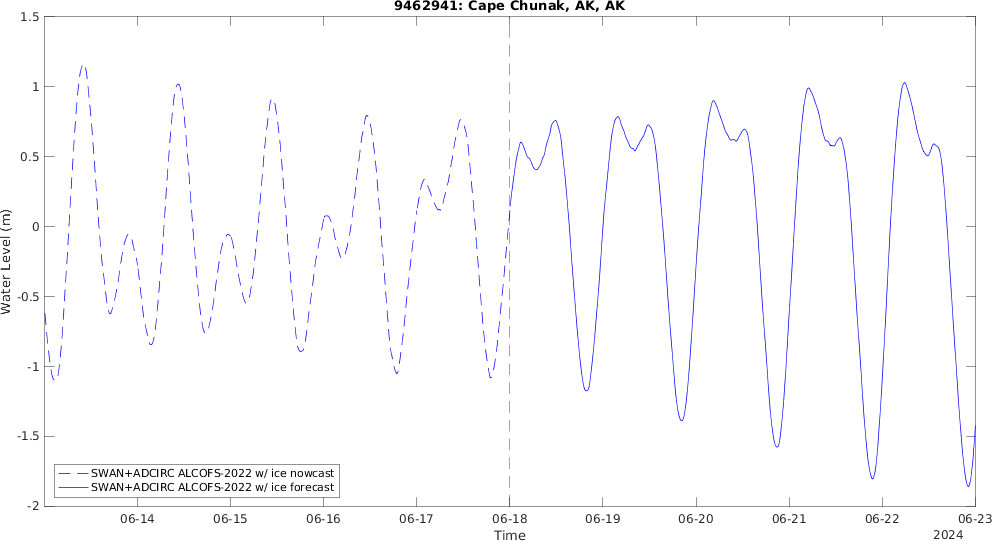 9462941: Cape Chunak, AK, AK
1.5
1
0.5
0
-0.5
-1
-1.5
-2
Water Level (m)
SWAN+ADCIRC ALCOFS-2022 w/ ice nowcast
SWAN+ADCIRC ALCOFS-2022 w/ ice forecast
06-14 06-15 06-16 06-17 06-18 06-19 06-20 06-21 06-22 06-23
Time
2024